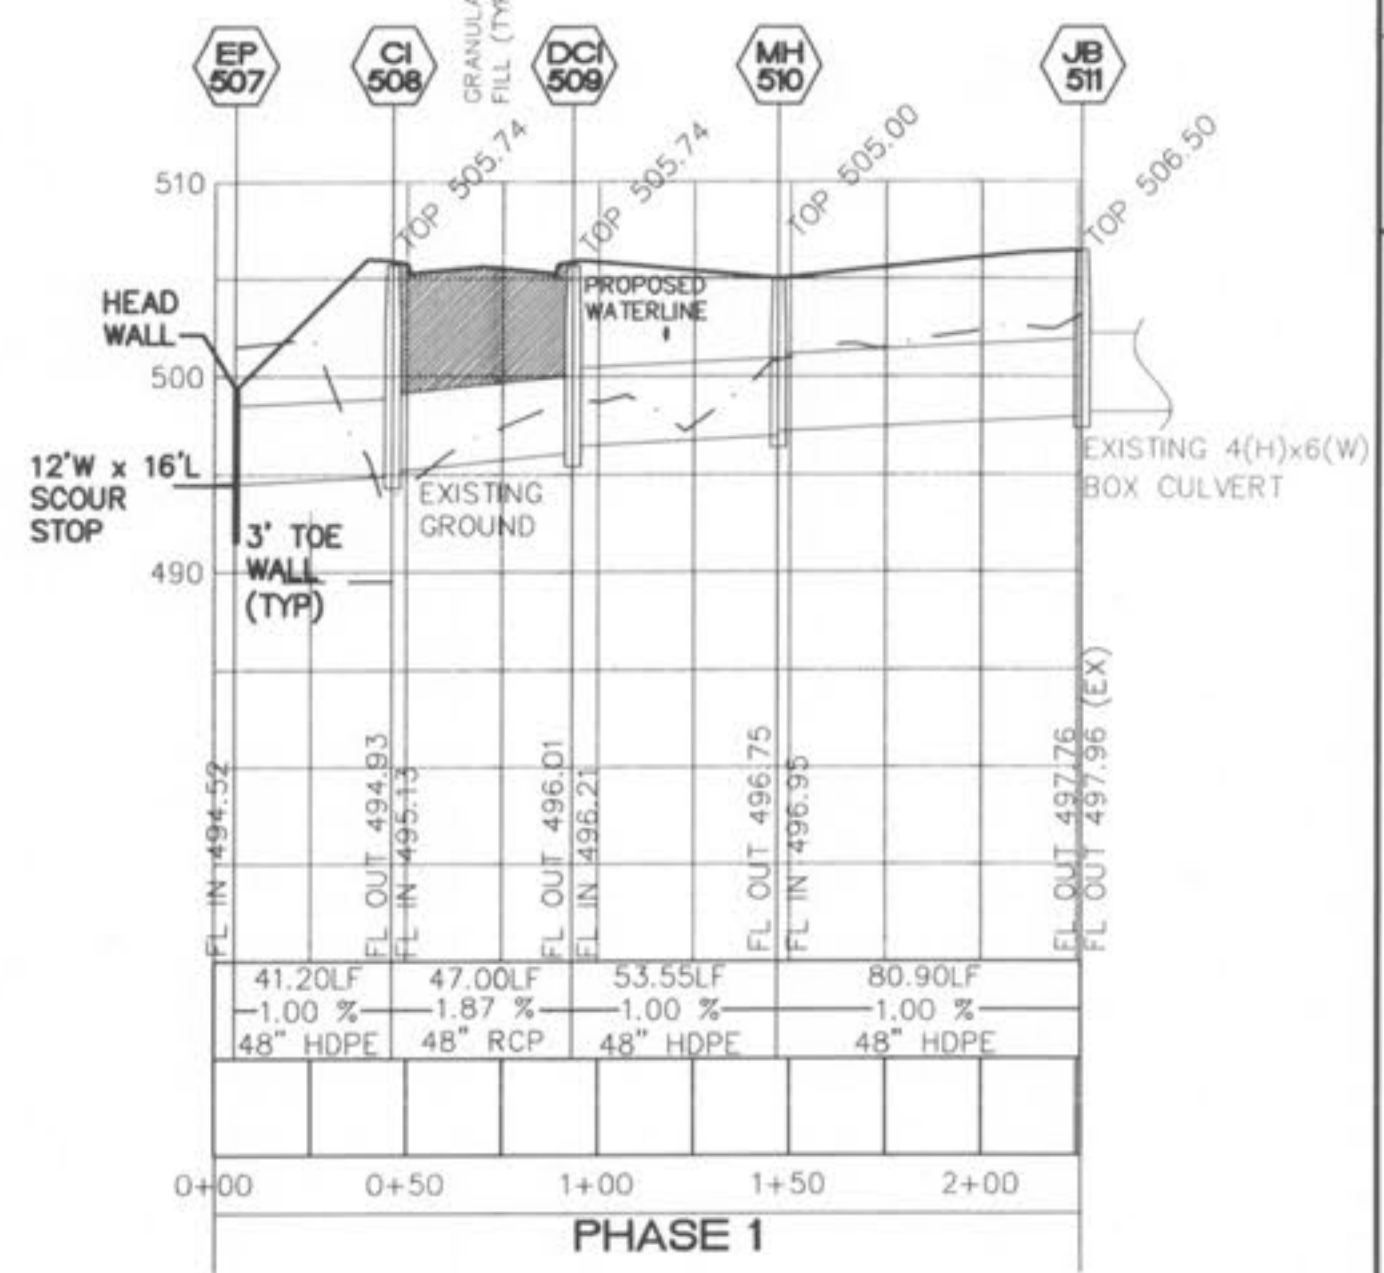 GRANULA
FILL (TYP
EP
507
CI
508
DCI
509
MH
510
JB
511
TOP 505.74
TOP 505.74
TOP 505.00
TOP 506.50
510
500
490
HEAD
WALL
PROPOSED
WATERLINE
12'W x 16'L
SCOUR
STOP
3' TOE
WALL
(TYP)
EXISTING
GROUND
EXISTING 4(H)x6(W)
BOX CULVERT
FL IN 494.52
FL OUT 494.93
FL IN 495.13
FL OUT 496.01
FL IN 496.21
FL OUT 496.75
FL IN 496.95
FL OUT 497.76
FL OUT 497.96 (EX)
41.20LF
1.00 %
48" HDPE
47.00LF
1.87 %
48" RCP
53.55LF
1.00 %
48" HDPE
80.90LF
1.00 %
48" HDPE
0+00 0+50 1+00 1+50 2+00
PHASE 1